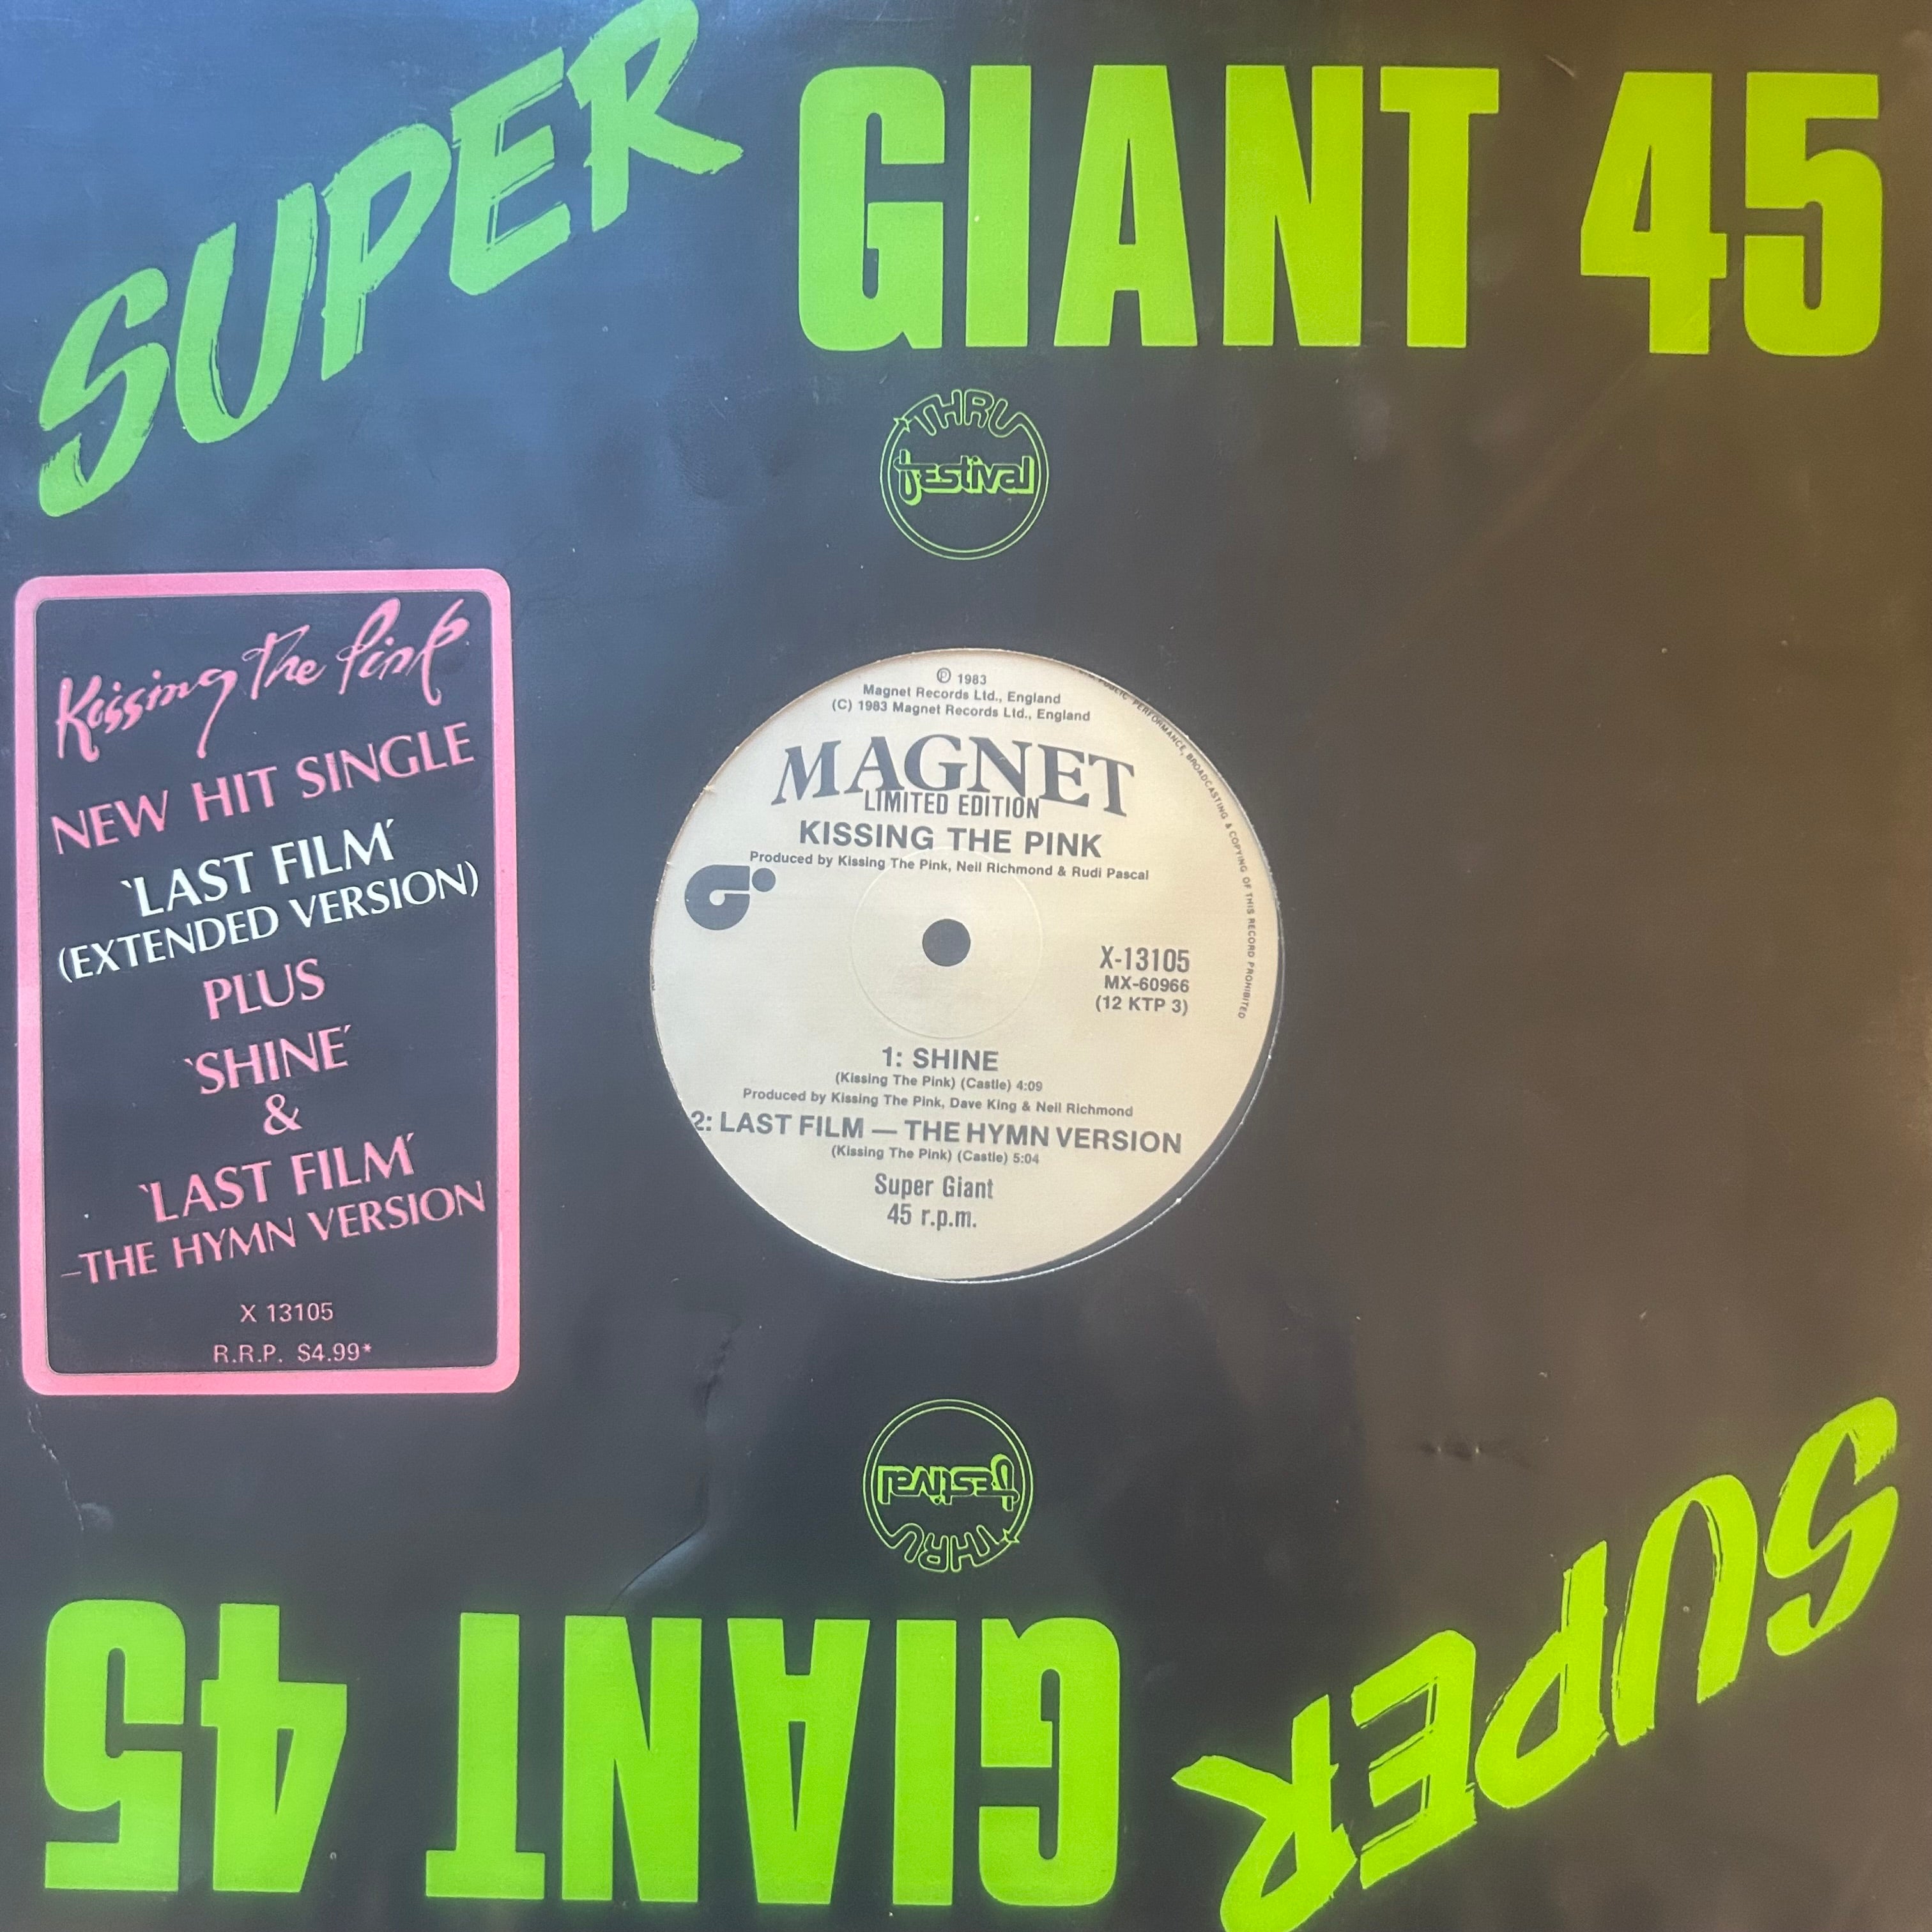 SUPER GIANT 45
THRU
festival
Kissing The Pink
NEW HIT SINGLE
'LAST FILM'
(EXTENDED VERSION)
PLUS
'SHINE'
&
'LAST FILM'
–THE HYMN VERSION
X 13105
R.R.P. $4.99*
Ⓟ 1983
Magnet Records Ltd., England
(C) 1983 Magnet Records Ltd., England
MAGNET
LIMITED EDITION
KISSING THE PINK
Produced by Kissing The Pink, Neil Richmond & Rudi Pascal
X-13105
MX-60966
(12 KTP 3)
1: SHINE
(Kissing The Pink) (Castle) 4:09
Produced by Kissing The Pink, Dave King & Neil Richmond
2: LAST FILM — THE HYMN VERSION
(Kissing The Pink) (Castle) 5:04
Super Giant
45 r.p.m.
PUBLIC PERFORMANCE, BROADCASTING & COPYING OF THIS RECORD PROHIBITED
THRU
festival
SUPER GIANT 45